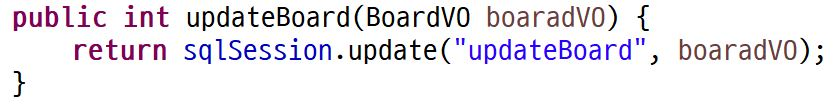 public int updateBoard(BoardVO boaradVO) {
    return sqlSession.update("updateBoard", boaradVO);
}